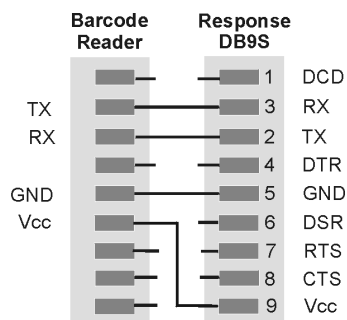 Barcode Reader
Response DB9S
1 DCD
TX 3 RX
RX 2 TX
4 DTR
GND 5 GND
Vcc 6 DSR
7 RTS
8 CTS
9 Vcc